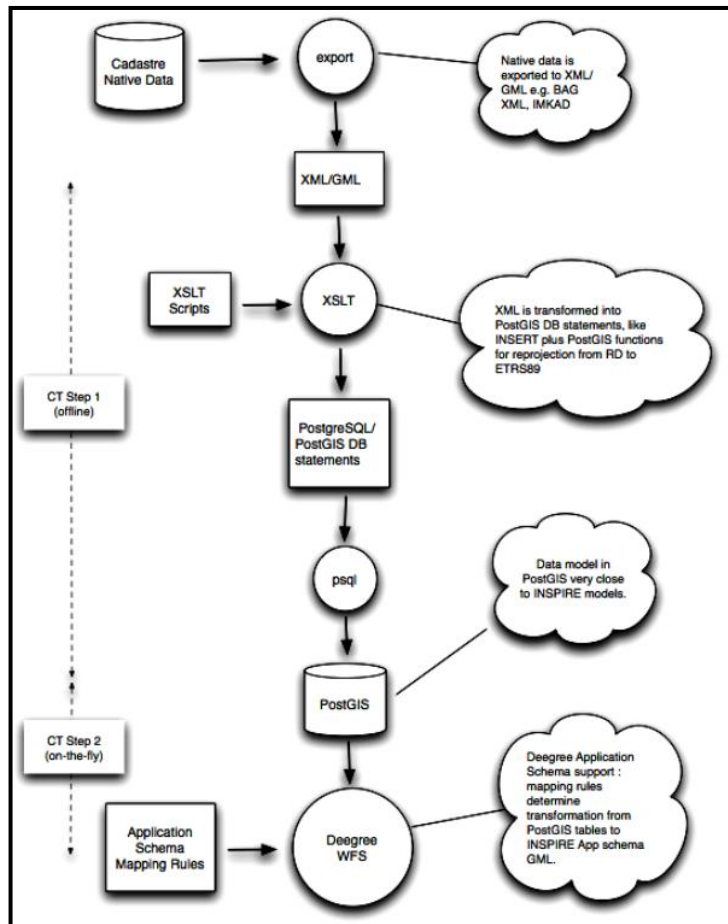 Cadastre
Native Data
export
Native data is
exported to XML/
GML e.g. BAG
XML, IMKAD
XML/GML
XSLT
Scripts
XSLT
XML is transformed into
PostGIS DB statements, like
INSERT plus PostGIS functions
for reprojection from RD to
ETRS89
CT Step 1
(offline)
PostgreSQL/
PostGIS DB
statements
psql
Data model in
PostGIS very close
to INSPIRE models.
PostGIS
CT Step 2
(on-the-fly)
Application
Schema
Mapping Rules
Deegree
WFS
Deegree Application
Schema support :
mapping rules
determine
transformation from
PostGIS tables to
INSPIRE App schema
GML.